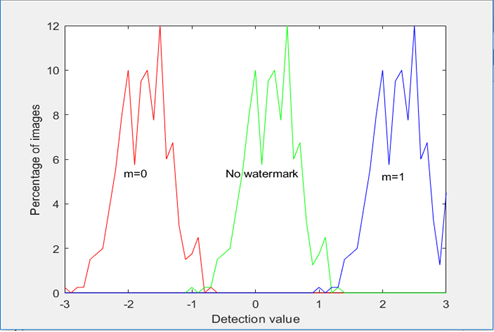 12
10
8
6
4
2
0
Percentage of images
m=0
No watermark
m=1
-3 -2 -1 0 1 2 3
Detection value